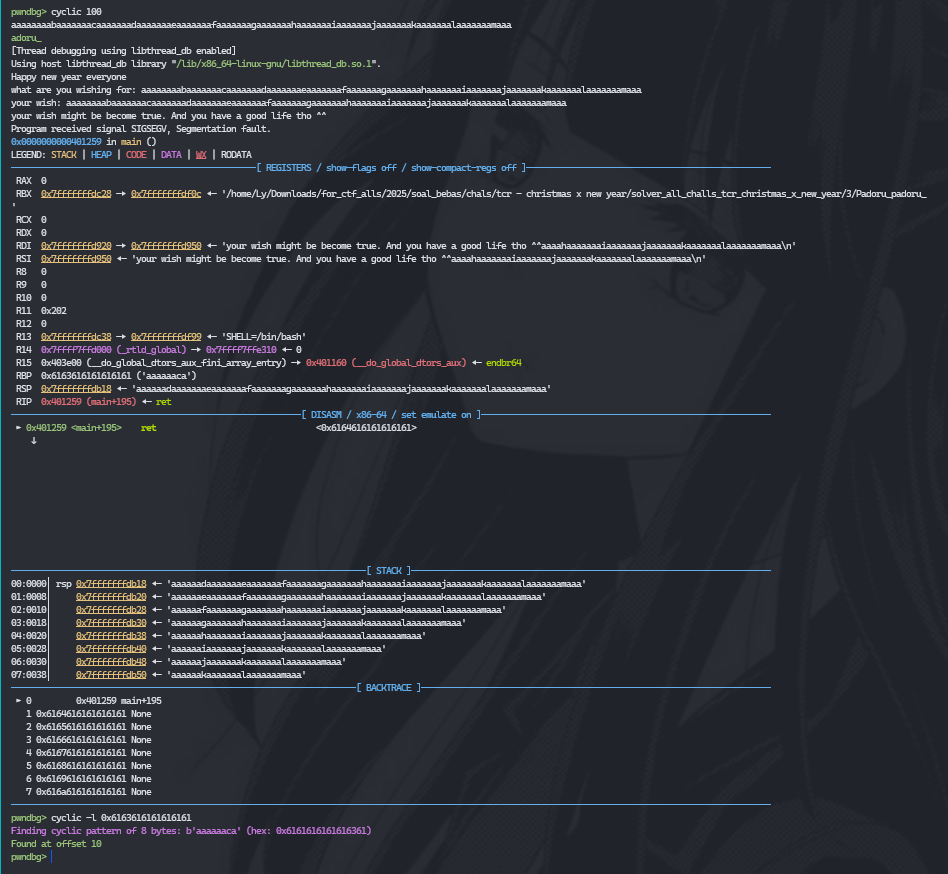 pwndbg> cyclic 100
aaaaaaaabaaaaaaacaaaaaaadaaaaaaaeaaaaaaafaaaaaaagaaaaaaahaaaaaaaiaaaaaaajaaaaaaakaaaaaaalaaaaaaamaaa
adoru_
[Thread debugging using libthread_db enabled]
Using host libthread_db library "/lib/x86_64-linux-gnu/libthread_db.so.1".
Happy new year everyone
what are you wishing for: aaaaaaaabaaaaaaacaaaaaaadaaaaaaaeaaaaaaafaaaaaaagaaaaaaahaaaaaaaiaaaaaaajaaaaaaakaaaaaaalaaaaaaamaaa
your wish: aaaaaaaabaaaaaaacaaaaaaadaaaaaaaeaaaaaaafaaaaaaagaaaaaaahaaaaaaaiaaaaaaajaaaaaaakaaaaaaalaaaaaaamaaa
your wish might be become true. And you have a good life tho ^^
Program received signal SIGSEGV, Segmentation fault.
0x0000000000401259 in main ()
LEGEND: STACK | HEAP | CODE | DATA | WX | RODATA
[ REGISTERS / show-flags off / show-compact-regs off ]
RAX 0
RBX 0x7fffffffdc28 → 0x7fffffffdf0c ← '/home/Ly/Downloads/for_ctf_alls/2025/soal_bebas/chals/tcr - christmas x new year/solver_all_challs_tcr_christmas_x_new_year/3/Padoru_padoru_
'
RCX 0
RDX 0
RDI 0x7fffffffd920 → 0x7fffffffd950 ← 'your wish might be become true. And you have a good life tho ^^aaaahaaaaaaaiaaaaaaajaaaaaaakaaaaaaalaaaaaaamaaa\n'
RSI 0x7fffffffd950 ← 'your wish might be become true. And you have a good life tho ^^aaaahaaaaaaaiaaaaaaajaaaaaaakaaaaaaalaaaaaaamaaa\n'
R8 0
R9 0
R10 0
R11 0x202
R12 0
R13 0x7fffffffdc38 → 0x7fffffffdf99 ← 'SHELL=/bin/bash'
R14 0x7ffff7ffd000 (_rtld_global) → 0x7ffff7ffe310 ← 0
R15 0x403e00 (__do_global_dtors_aux_fini_array_entry) → 0x401160 (__do_global_dtors_aux) ← endbr64
RBP 0x6163616161616161 ('aaaaaaca')
RSP 0x7fffffffdb18 ← 'aaaaaadaaaaaaaeaaaaaaafaaaaaaagaaaaaaahaaaaaaaiaaaaaaajaaaaaaakaaaaaaalaaaaaaamaaa'
RIP 0x401259 (main+195) ← ret
[ DISASM / x86-64 / set emulate on ]
► 0x401259 <main+195> ret <0x6164616161616161>
↓
[ STACK ]
00:0000│ rsp 0x7fffffffdb18 ← 'aaaaaadaaaaaaaeaaaaaaafaaaaaaagaaaaaaahaaaaaaaiaaaaaaajaaaaaaakaaaaaaalaaaaaaamaaa'
01:0008│ 0x7fffffffdb20 ← 'aaaaaaeaaaaaaafaaaaaaagaaaaaaahaaaaaaaiaaaaaaajaaaaaaakaaaaaaalaaaaaaamaaa'
02:0010│ 0x7fffffffdb28 ← 'aaaaaafaaaaaaagaaaaaaahaaaaaaaiaaaaaaajaaaaaaakaaaaaaalaaaaaaamaaa'
03:0018│ 0x7fffffffdb30 ← 'aaaaaagaaaaaaahaaaaaaaiaaaaaaajaaaaaaakaaaaaaalaaaaaaamaaa'
04:0020│ 0x7fffffffdb38 ← 'aaaaaahaaaaaaaiaaaaaaajaaaaaaakaaaaaaalaaaaaaamaaa'
05:0028│ 0x7fffffffdb40 ← 'aaaaaaiaaaaaaajaaaaaaakaaaaaaalaaaaaaamaaa'
06:0030│ 0x7fffffffdb48 ← 'aaaaaajaaaaaaakaaaaaaalaaaaaaamaaa'
07:0038│ 0x7fffffffdb50 ← 'aaaaaakaaaaaaalaaaaaaamaaa'
[ BACKTRACE ]
► 0 0x401259 main+195
1 0x6164616161616161 None
2 0x6165616161616161 None
3 0x6166616161616161 None
4 0x6167616161616161 None
5 0x6168616161616161 None
6 0x6169616161616161 None
7 0x616a616161616161 None
pwndbg> cyclic -l 0x6163616161616161
Finding cyclic pattern of 8 bytes: b'aaaaaaca' (hex: 0x6161616161616361)
Found at offset 10
pwndbg>